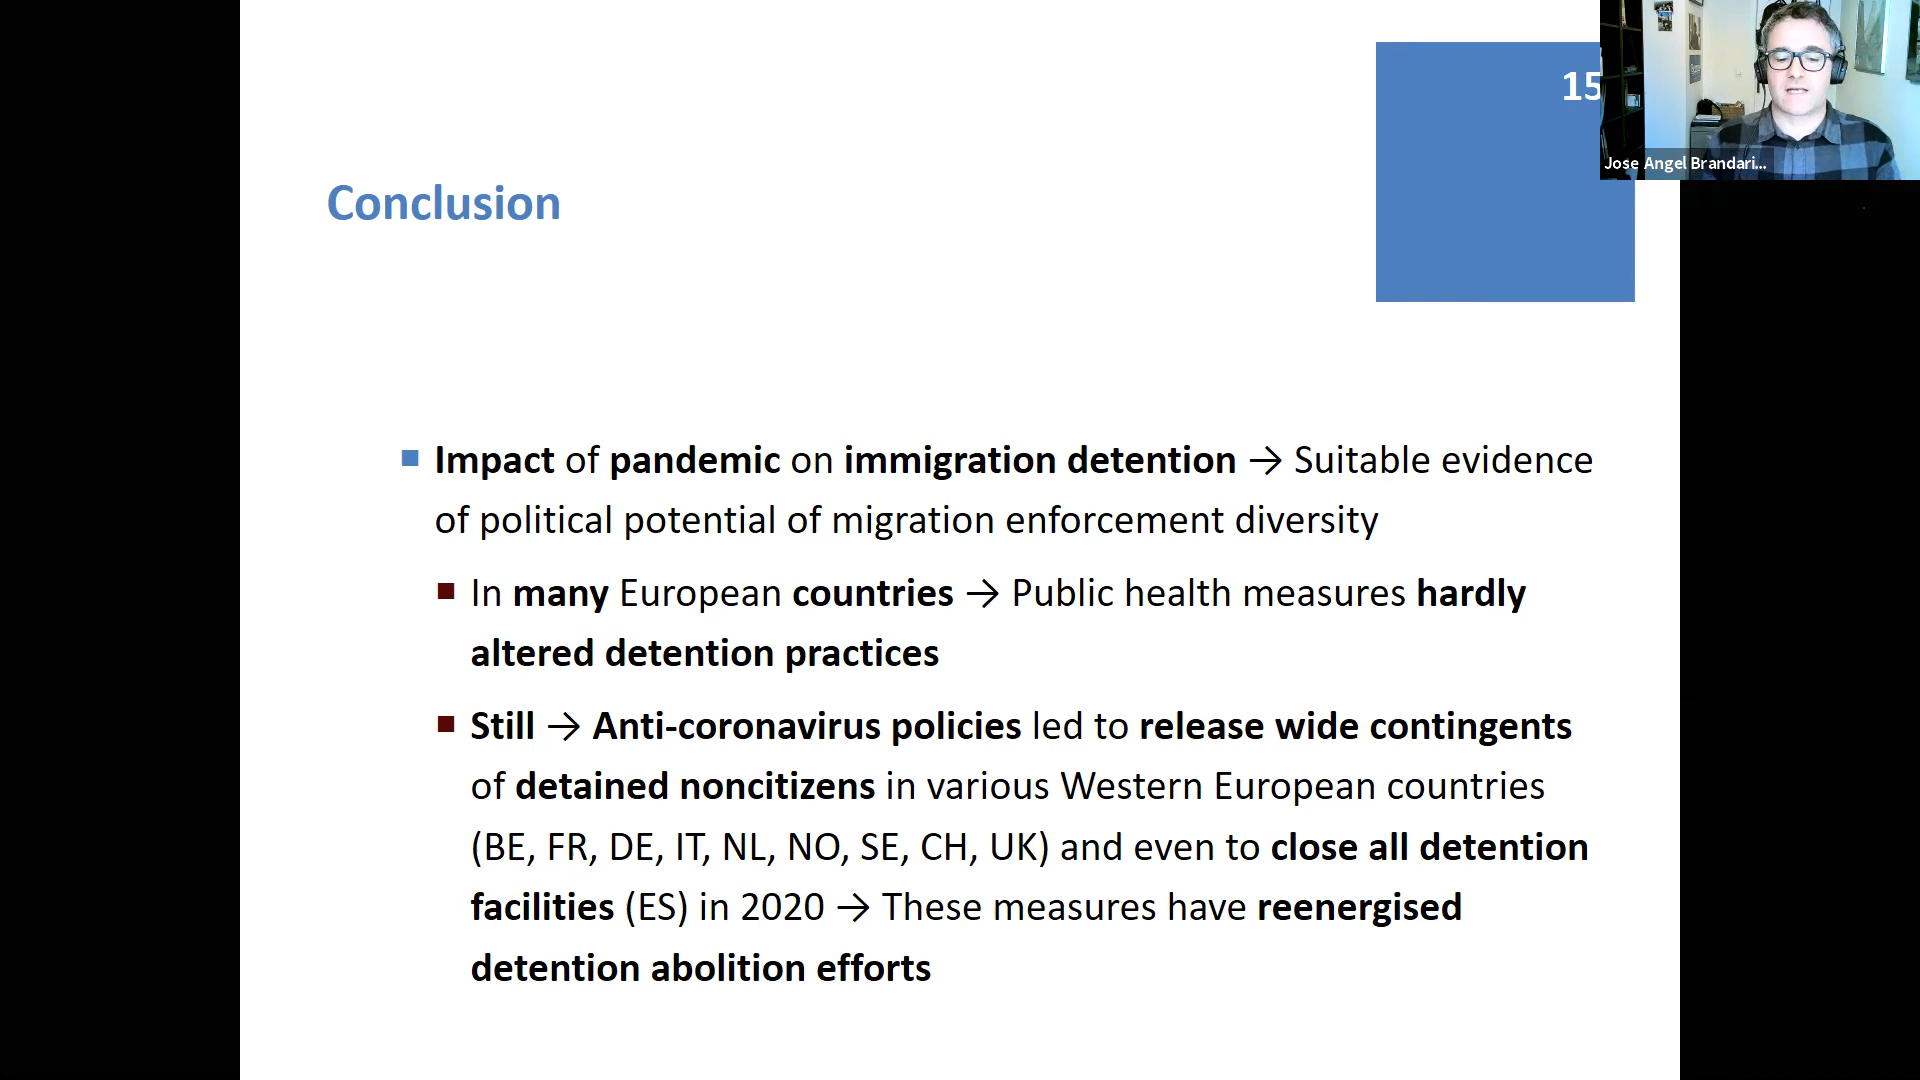 15
Jose Angel Brandari...
Conclusion
■ Impact of pandemic on immigration detention → Suitable evidence
of political potential of migration enforcement diversity
■ In many European countries → Public health measures hardly
altered detention practices
■ Still → Anti-coronavirus policies led to release wide contingents
of detained noncitizens in various Western European countries
(BE, FR, DE, IT, NL, NO, SE, CH, UK) and even to close all detention
facilities (ES) in 2020 → These measures have reenergised
detention abolition efforts